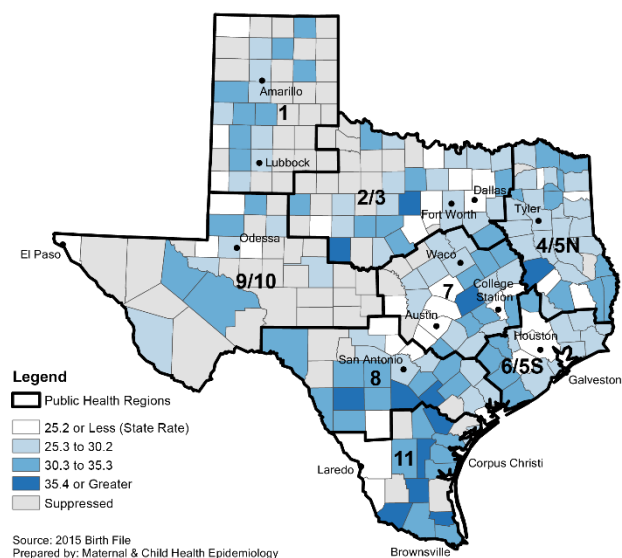 Amarillo
1
Lubbock
2/3
Dallas
Fort Worth
Tyler
4/5N
El Paso
Odessa
9/10
Waco
7
College
Station
Austin
Houston
6/5S
San Antonio
8
Galveston
11
Laredo
Corpus Christi
Brownsville
Legend
Public Health Regions
25.2 or Less (State Rate)
25.3 to 30.2
30.3 to 35.3
35.4 or Greater
Suppressed
Source: 2015 Birth File
Prepared by: Maternal & Child Health Epidemiology